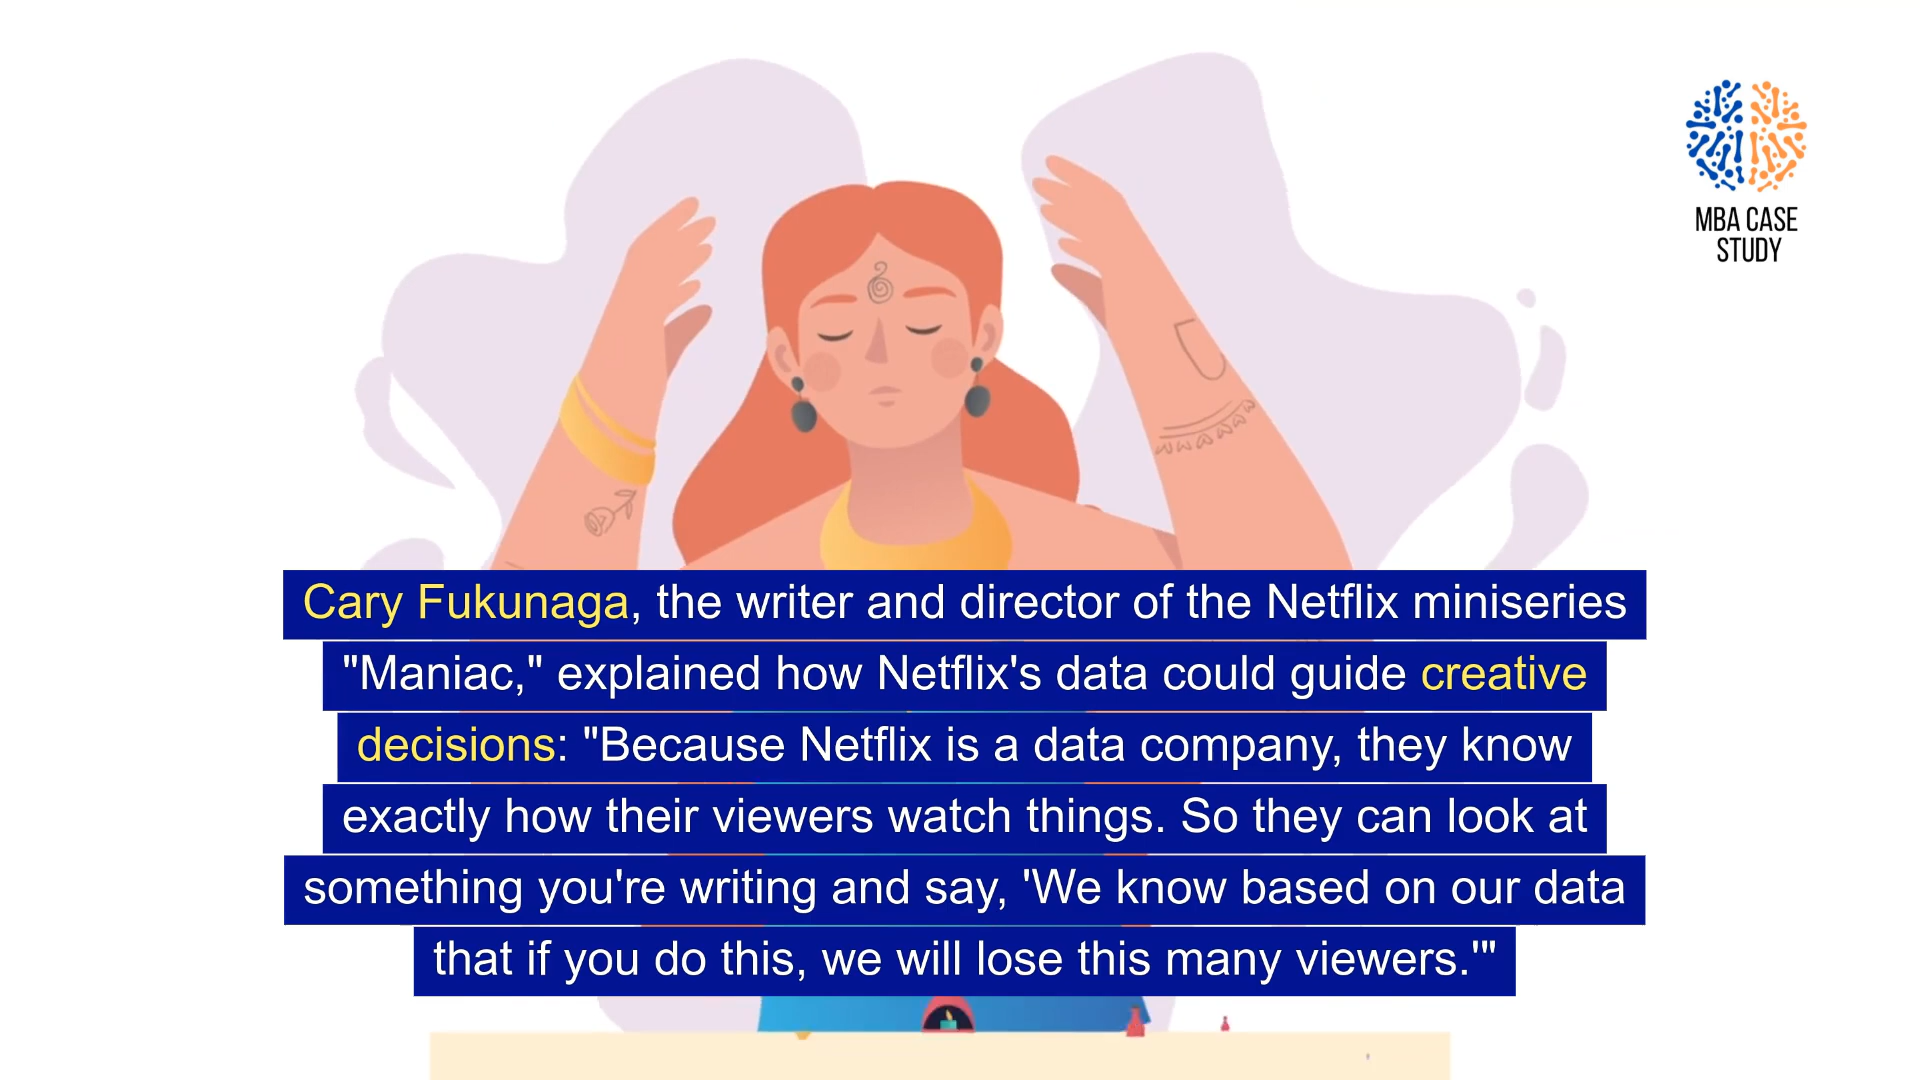 MBA CASE
STUDY
Cary Fukunaga, the writer and director of the Netflix miniseries
"Maniac," explained how Netflix's data could guide creative
decisions: "Because Netflix is a data company, they know
exactly how their viewers watch things. So they can look at
something you're writing and say, 'We know based on our data
that if you do this, we will lose this many viewers.'"